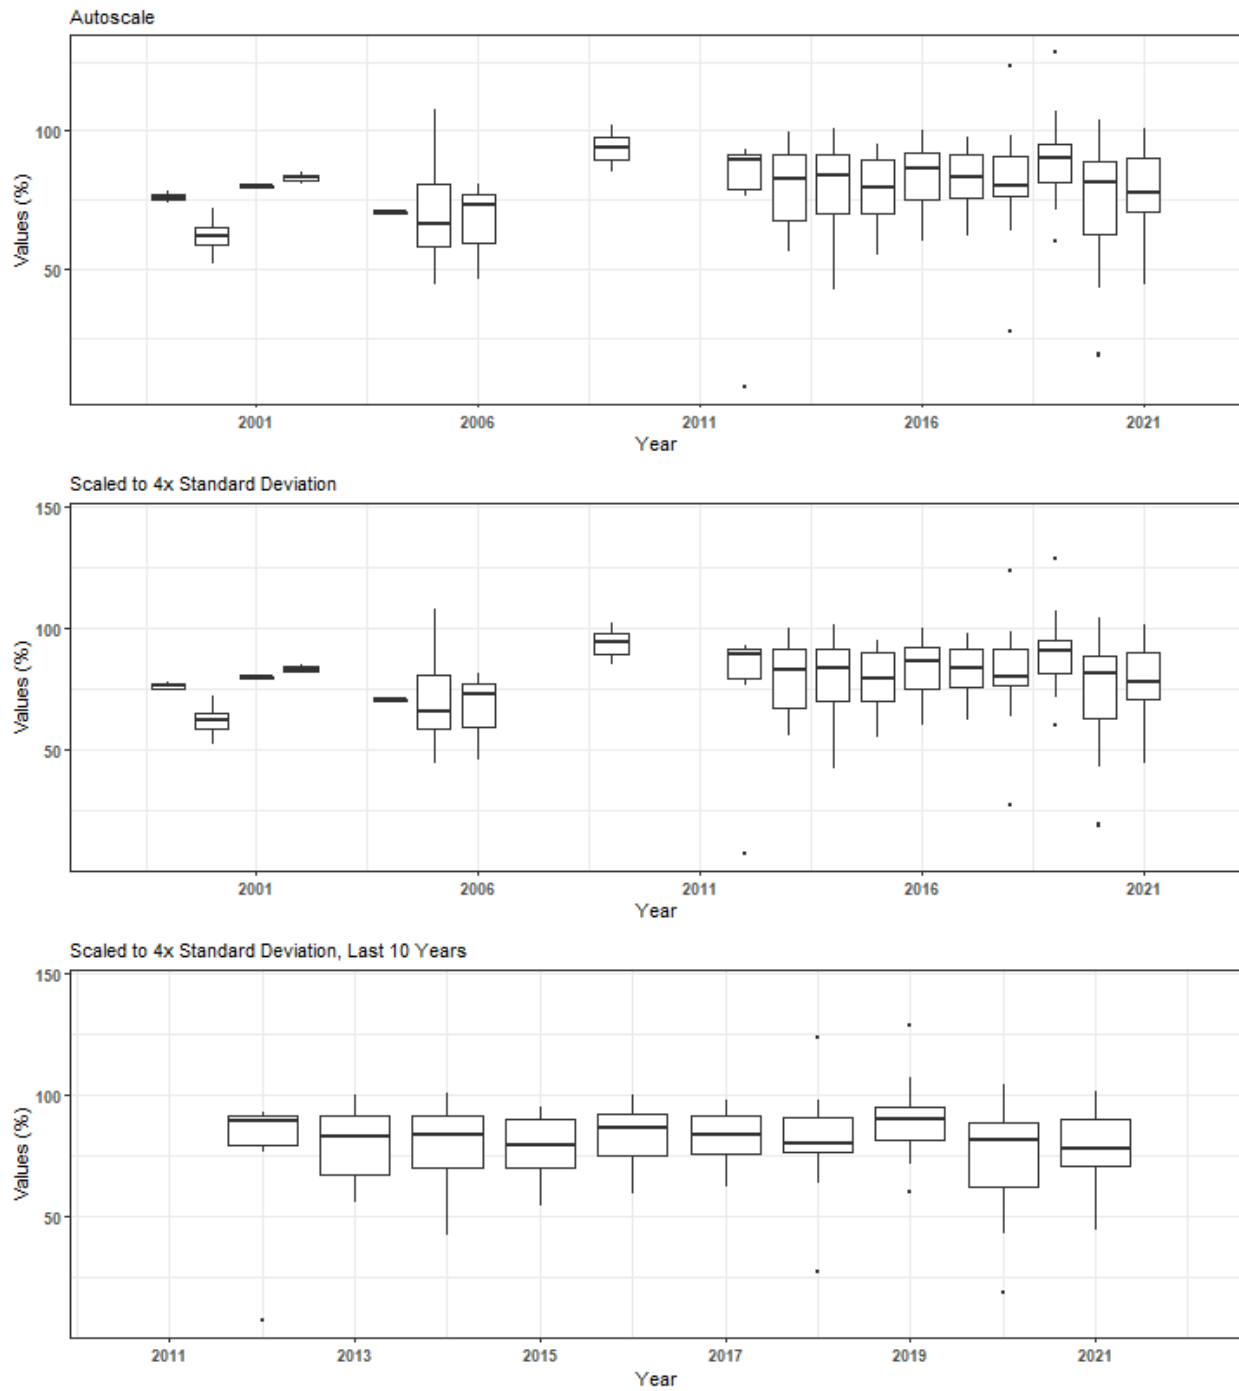 Autoscale
Values (%)
100
50
2001 2006 2011 2016 2021
Year
Scaled to 4x Standard Deviation
Values (%)
150
100
50
2001 2006 2011 2016 2021
Year
Scaled to 4x Standard Deviation, Last 10 Years
Values (%)
150
100
50
2011 2013 2015 2017 2019 2021
Year